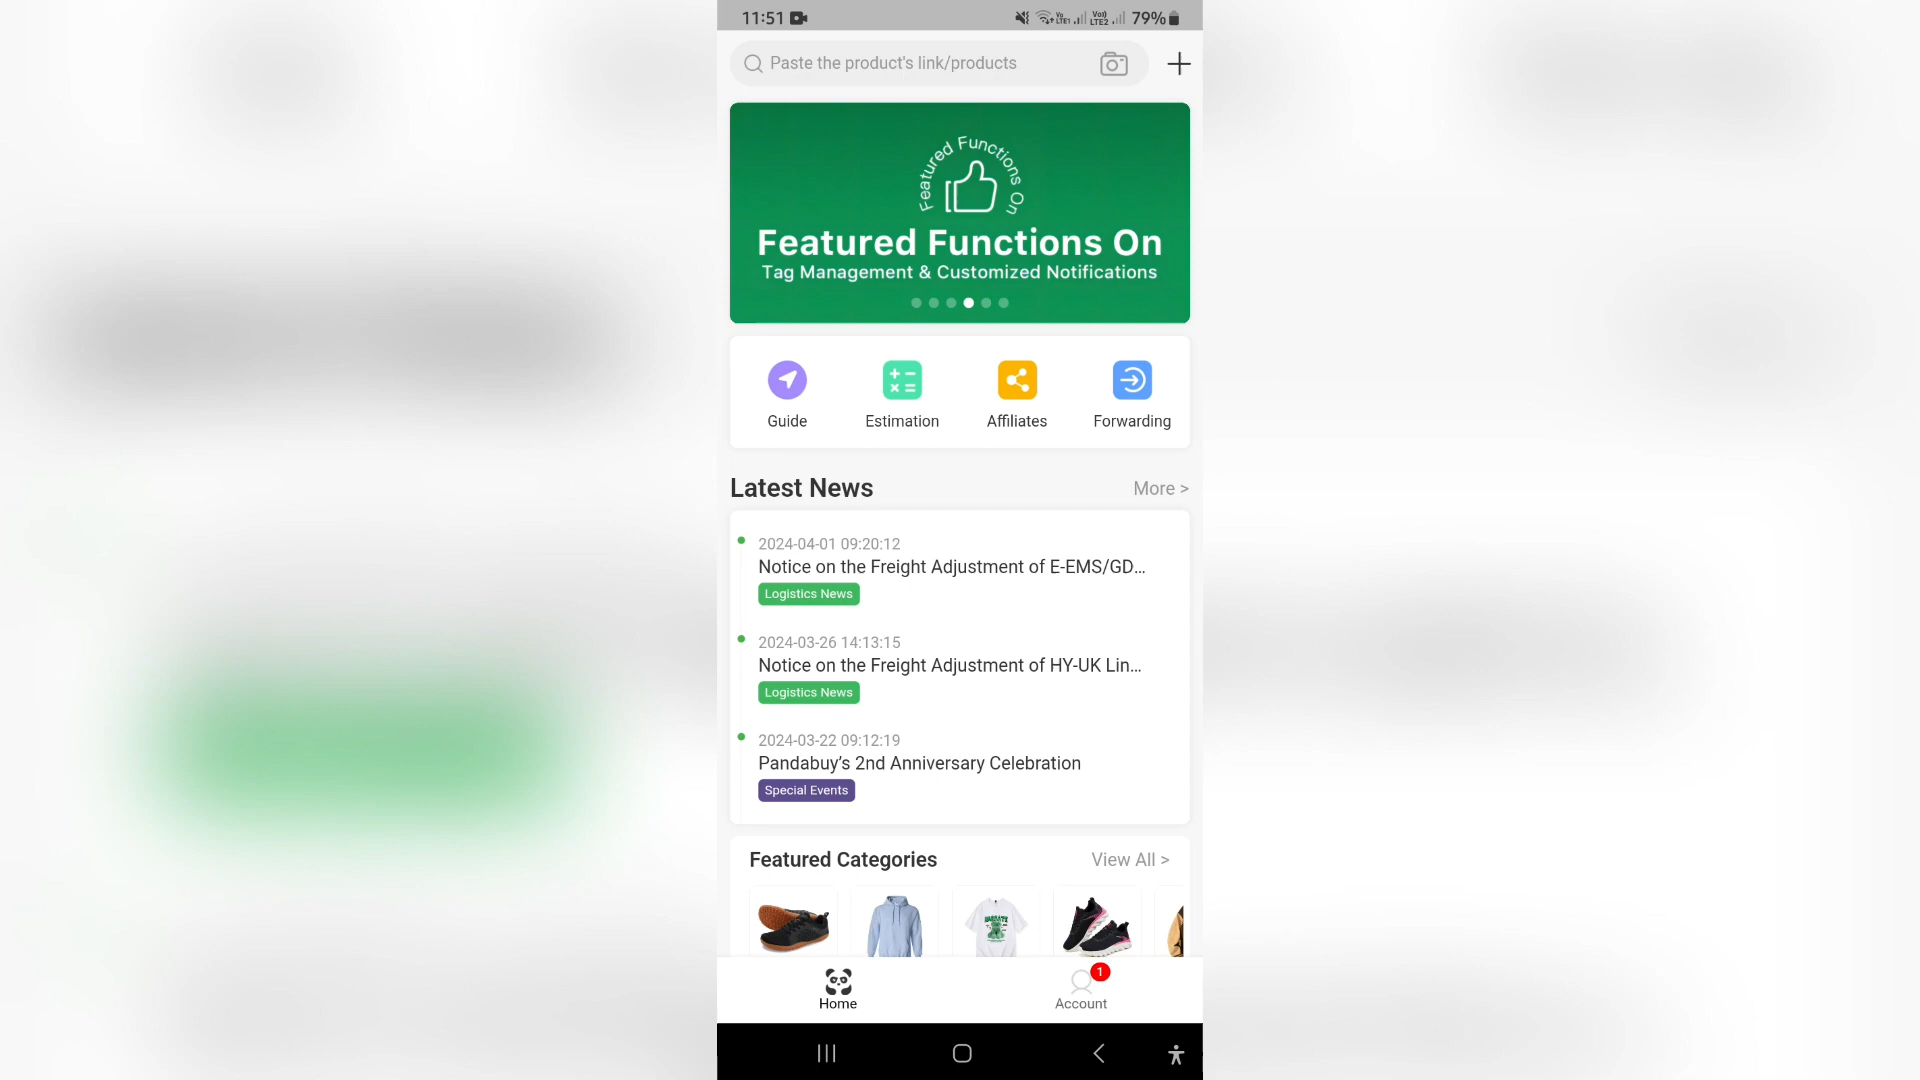 11:51
Vo LTE1
Vo) LTE2
79%
Paste the product's link/products
Featured Functions On
Featured Functions On
Tag Management & Customized Notifications
Guide
Estimation
Affiliates
Forwarding
Latest News
More >
2024-04-01 09:20:12
Notice on the Freight Adjustment of E-EMS/GD...
Logistics News
2024-03-26 14:13:15
Notice on the Freight Adjustment of HY-UK Lin...
Logistics News
2024-03-22 09:12:19
Pandabuy’s 2nd Anniversary Celebration
Special Events
Featured Categories
View All >
Home
1
Account